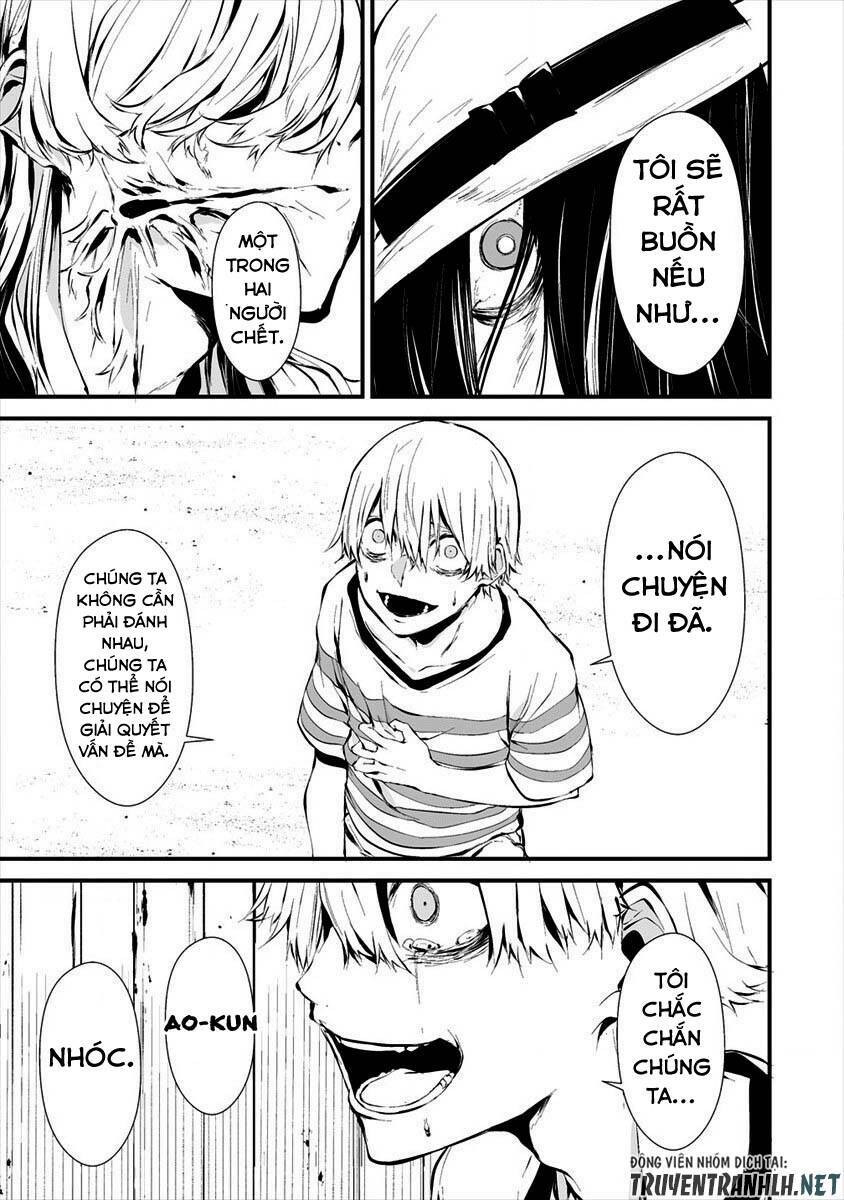 TÔI SẼ
RẤT
BUỒN
NẾU
NHƯ...
MỘT
TRONG
HAI
NGƯỜI
CHẾT.
...NÓI
CHUYỆN
ĐI ĐÃ.
CHÚNG TA
KHÔNG CẦN
PHẢI ĐÁNH
NHAU,
CHÚNG TA
CÓ THỂ NÓI
CHUYỆN ĐỂ
GIẢI QUYẾT
VẤN ĐỀ MÀ.
TÔI
CHẮC
CHẮN
CHÚNG
TA...
AO-KUN
NHÓC.
ĐỘNG VIÊN NHÓM DỊCH TẠI:
TRUYENTRANHLH.NET